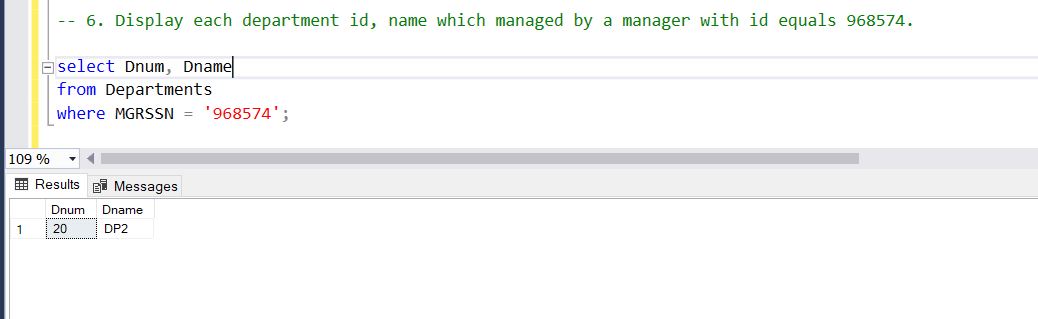 -- 6. Display each department id, name which managed by a manager with id equals 968574.
select Dnum, Dname
from Departments
where MGRSSN = '968574';
109 %
Results Messages
Dnum Dname
1 20 DP2